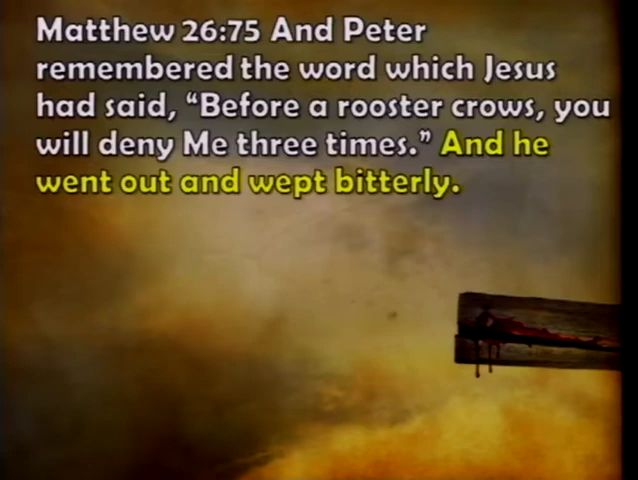 Matthew 26:75 And Peter
remembered the word which Jesus
had said, “Before a rooster crows, you
will deny Me three times.” And he
went out and wept bitterly.